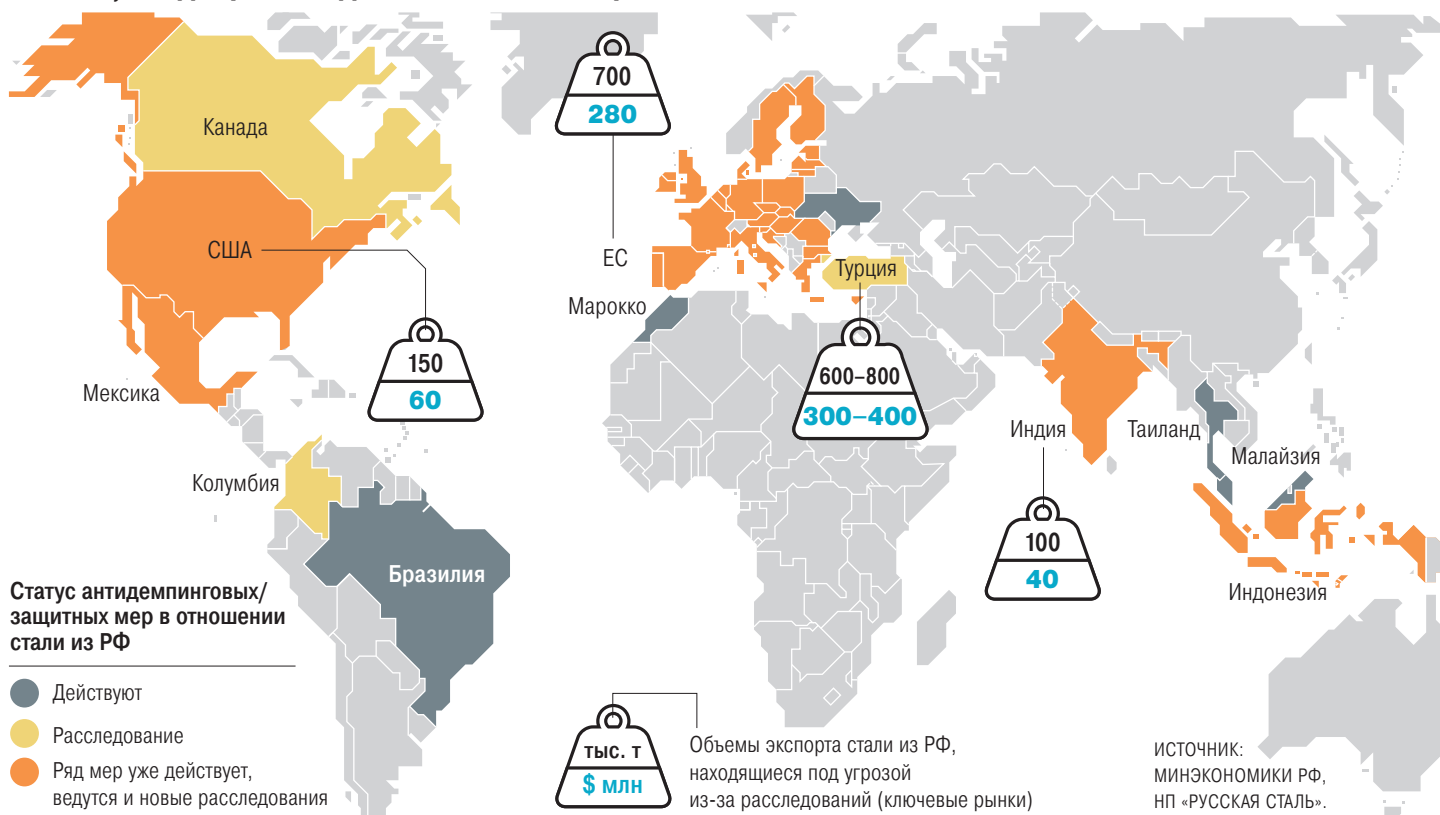 700
280
Канада
США
ЕС
Турция
Марокко
150
60
600–800
300–400
Мексика
Индия
Таиланд
Малайзия
Колумбия
100
40
Бразилия
Индонезия
Статус антидемпинговых/
защитных мер в отношении
стали из РФ
Действуют
Расследование
Ряд мер уже действует,
ведутся и новые расследования
тыс. т
$ млн
Объемы экспорта стали из РФ,
находящиеся под угрозой
из-за расследований (ключевые рынки)
ИСТОЧНИК:
МИНЭКОНОМИКИ РФ,
НП «РУССКАЯ СТАЛЬ».